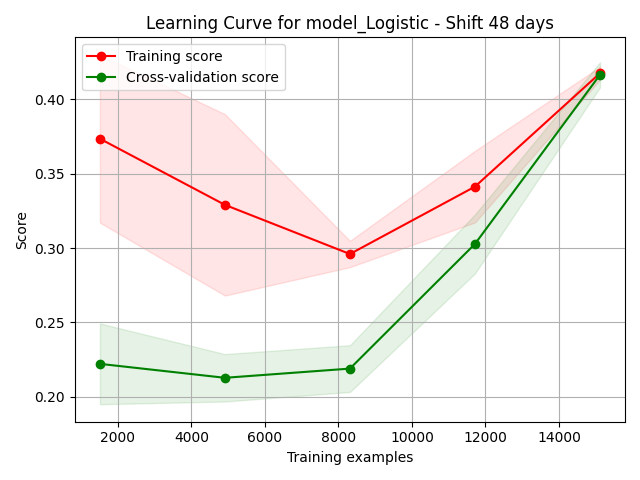 Learning Curve for model_Logistic - Shift 48 days
Training score
Cross-validation score
0.40
0.35
0.30
0.25
0.20
Score
2000 4000 6000 8000 10000 12000 14000
Training examples